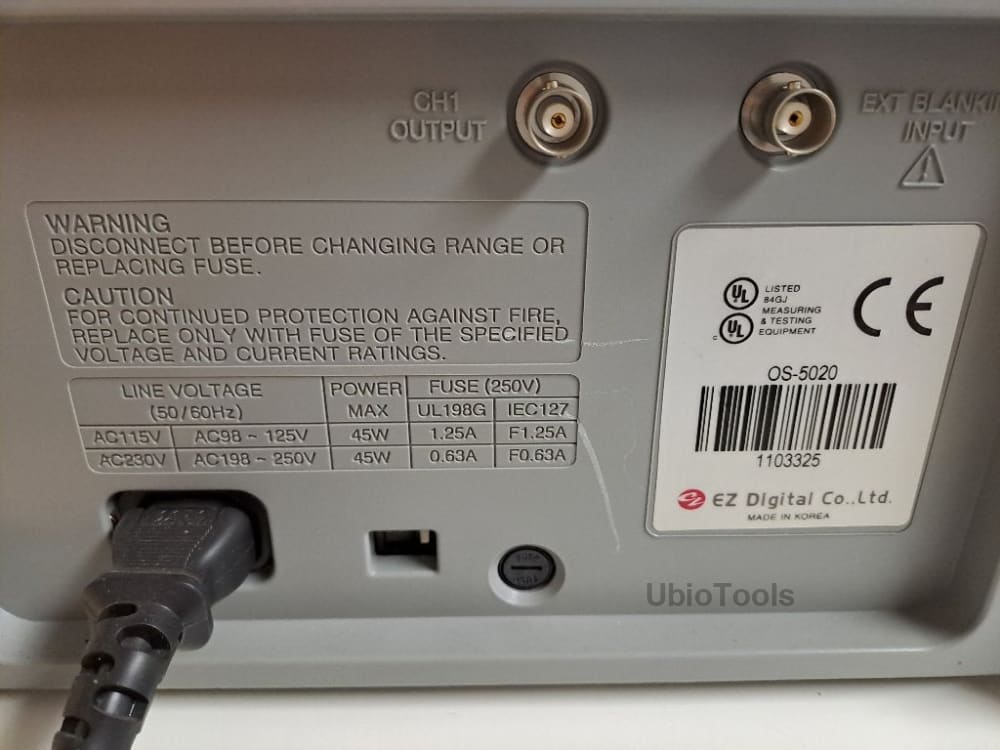 CH1
OUTPUT
EXT BLANKI
INPUT
WARNING
DISCONNECT BEFORE CHANGING RANGE OR
REPLACING FUSE.
CAUTION
FOR CONTINUED PROTECTION AGAINST FIRE,
REPLACE ONLY WITH FUSE OF THE SPECIFIED
VOLTAGE AND CURRENT RATINGS.
LINE VOLTAGE (50/60Hz) POWER MAX FUSE (250V)
UL198G IEC127
AC115V AC98 ~ 125V 45W 1.25A F1.25A
AC230V AC198 ~ 250V 45W 0.63A F0.63A
UL LISTED
84GJ
MEASURING
& TESTING
C UL EQUIPMENT
CE
OS-5020
1103325
EZ Digital Co.,Ltd.
MADE IN KOREA
UbioTools